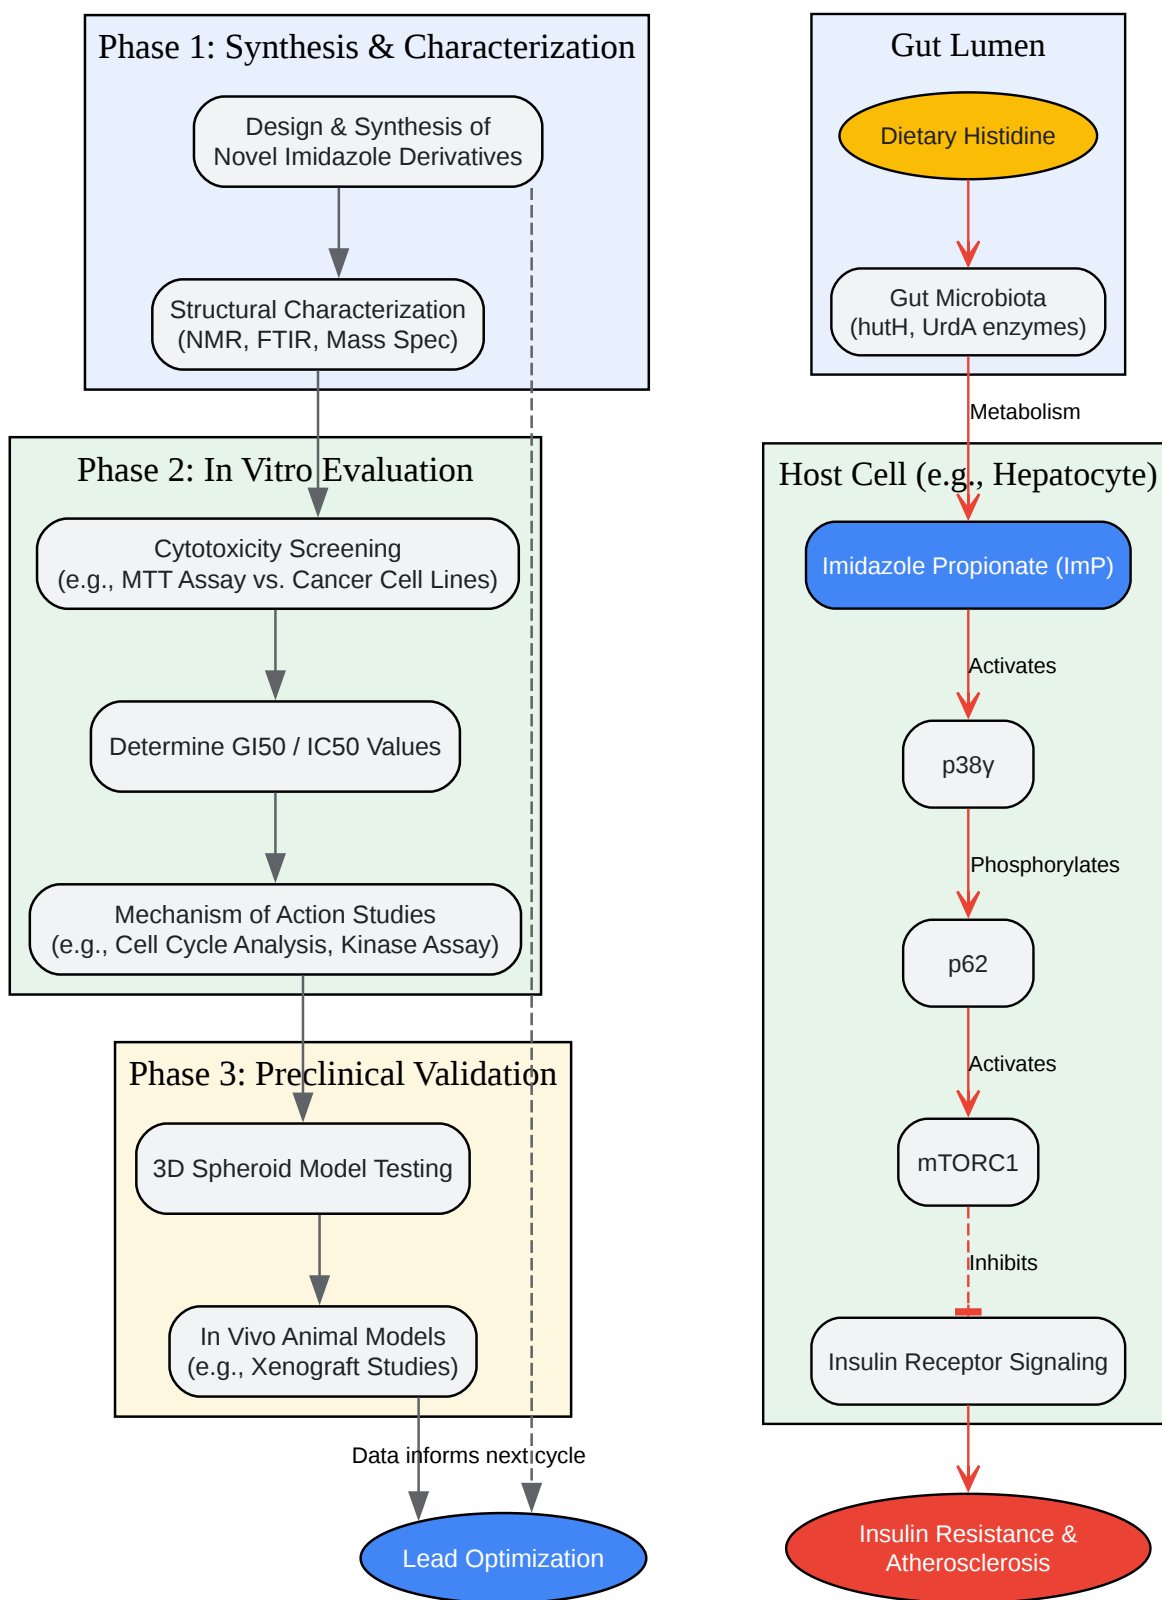 Phase 1: Synthesis & Characterization
Design & Synthesis of
Novel Imidazole Derivatives
Structural Characterization
(NMR, FTIR, Mass Spec)
Phase 2: In Vitro Evaluation
Cytotoxicity Screening
(e.g., MTT Assay vs. Cancer Cell Lines)
Determine GI50 / IC50 Values
Mechanism of Action Studies
(e.g., Cell Cycle Analysis, Kinase Assay)
Phase 3: Preclinical Validation
3D Spheroid Model Testing
In Vivo Animal Models
(e.g., Xenograft Studies)
Data informs next cycle
Lead Optimization
Gut Lumen
Dietary Histidine
Gut Microbiota
(hutH, UrdA enzymes)
Metabolism
Host Cell (e.g., Hepatocyte)
Imidazole Propionate (ImP)
Activates
p38γ
Phosphorylates
p62
Activates
mTORC1
Inhibits
Insulin Receptor Signaling
Insulin Resistance &
Atherosclerosis